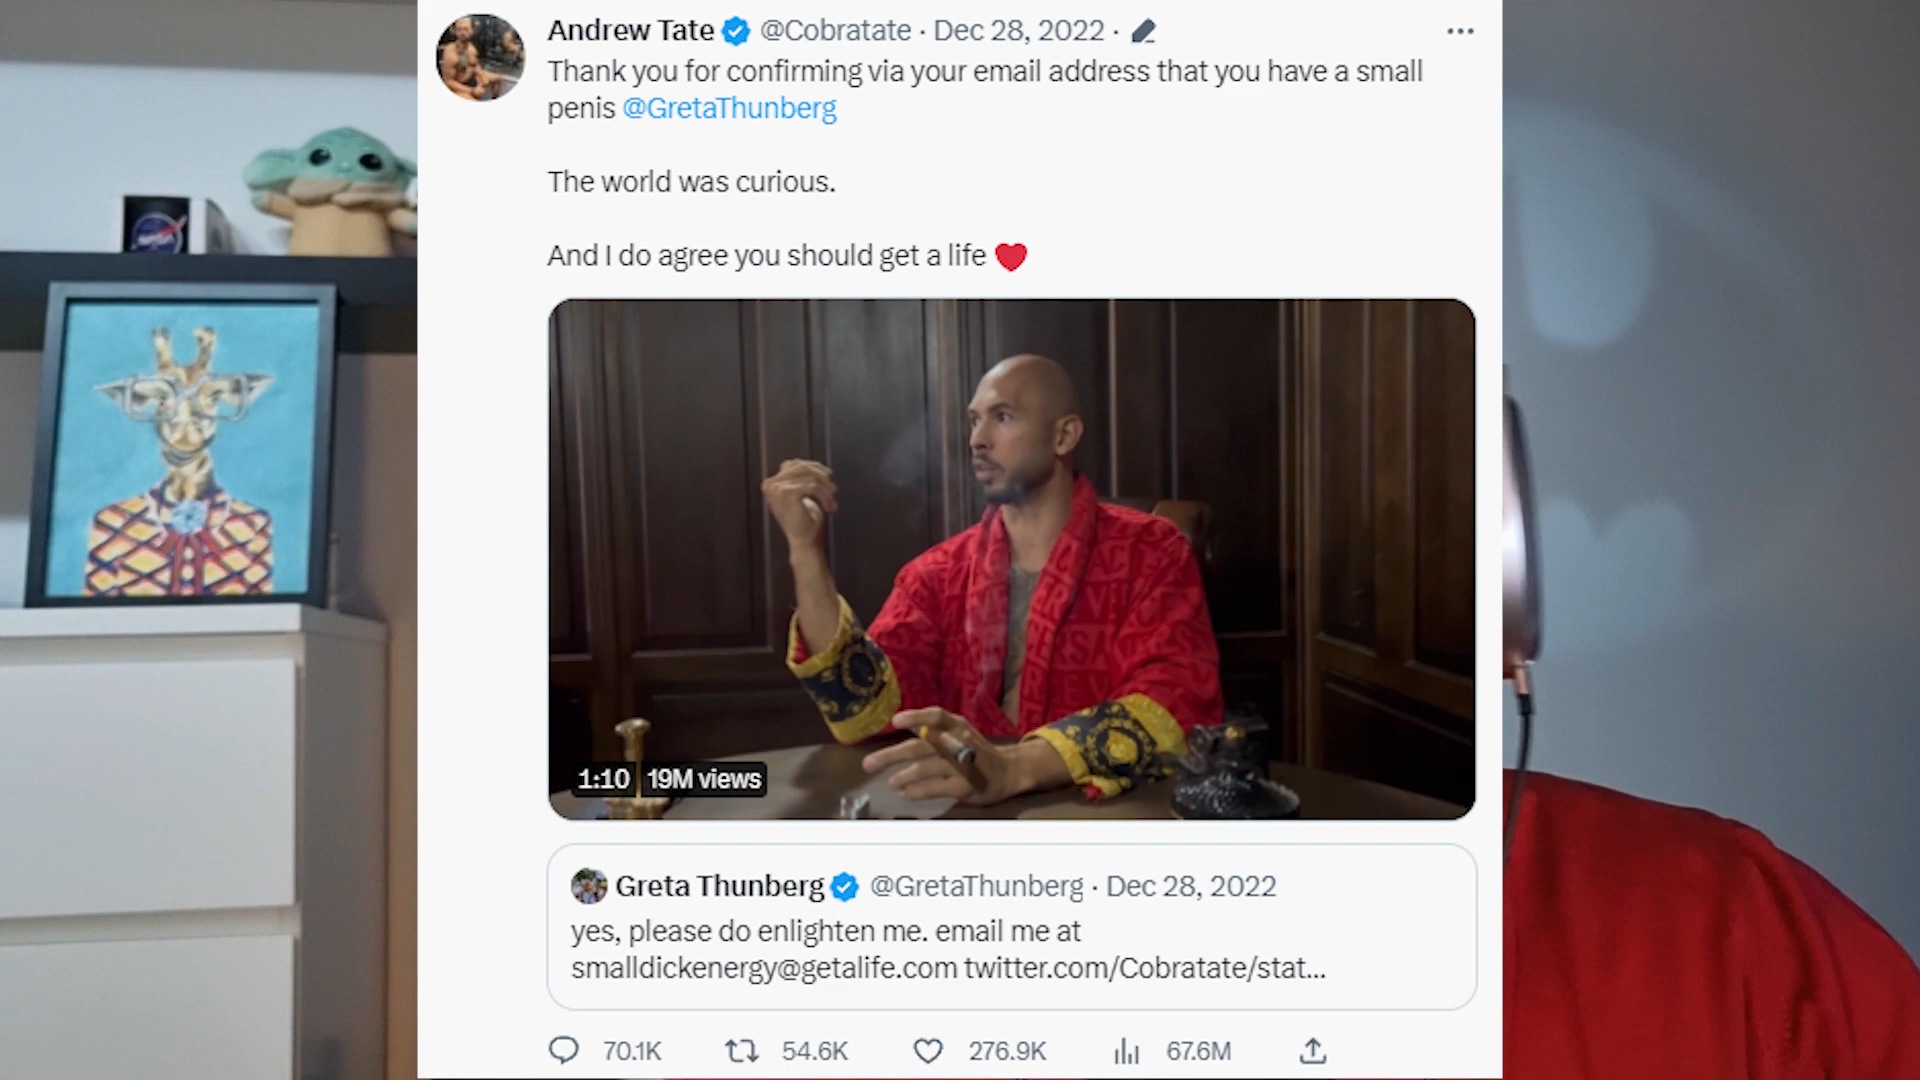 Andrew Tate @Cobratate · Dec 28, 2022 ·
Thank you for confirming via your email address that you have a small
penis @GretaThunberg
The world was curious.
And I do agree you should get a life ❤
NASA
1:10 19M views
Greta Thunberg @GretaThunberg · Dec 28, 2022
yes, please do enlighten me. email me at
smalldickenergy@getalife.com twitter.com/Cobratate/stat...
70.1K 54.6K 276.9K 67.6M